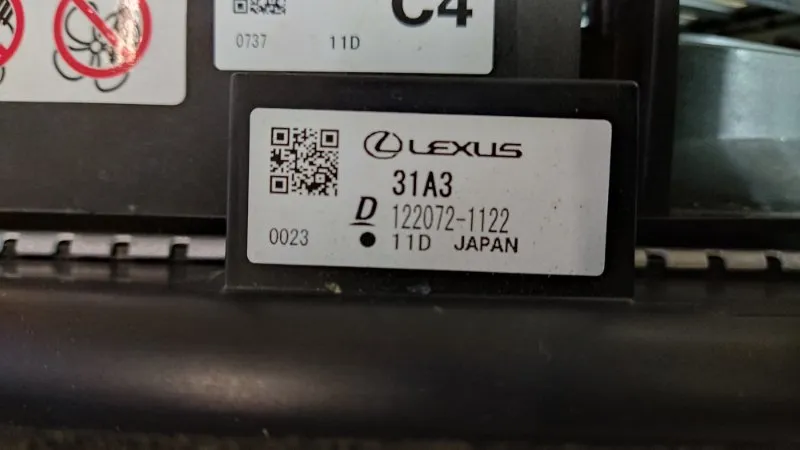 C4
0737 11D
LEXUS
31A3
D 122072-1122
0023 ● 11D JAPAN